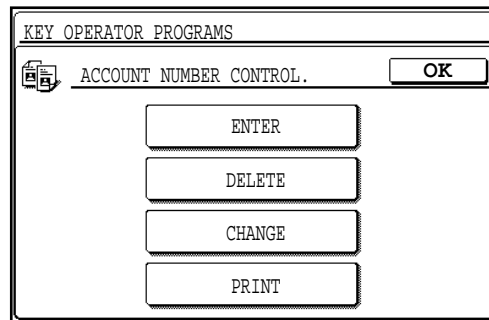 KEY OPERATOR PROGRAMS
ACCOUNT NUMBER CONTROL. OK
ENTER
DELETE
CHANGE
PRINT